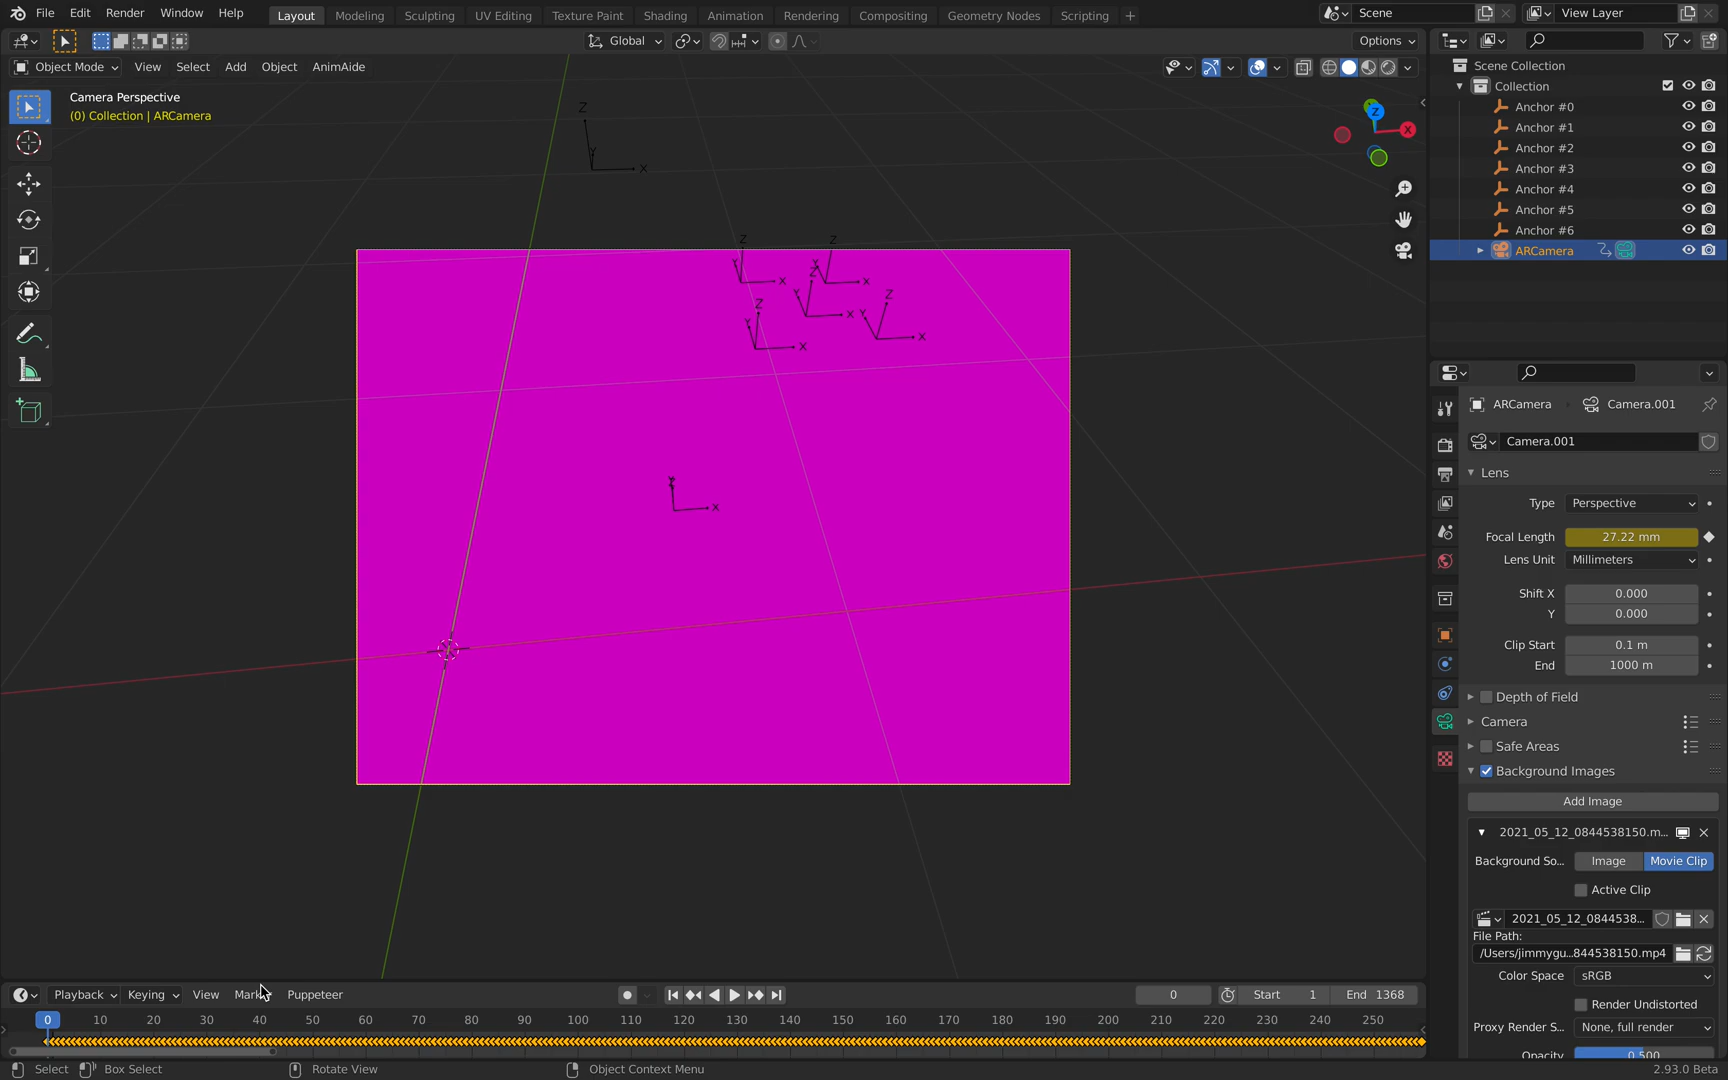 File Edit Render Window Help Layout Modeling Sculpting UV Editing Texture Paint Shading Animation Rendering Compositing Geometry Nodes Scripting + Scene View Layer
Global Options
Object Mode View Select Add Object AnimAide
Camera Perspective
(0) Collection | ARCamera
Z
Y
X
Z
Y
X
Z
Y
X
Z
Y
X
Z
Y
X
Z
Y
X
X
Z
X
Scene Collection
Collection
Anchor #0
Anchor #1
Anchor #2
Anchor #3
Anchor #4
Anchor #5
Anchor #6
ARCamera
ARCamera Camera.001
Camera.001
Lens
Type Perspective
Focal Length 27.22 mm
Lens Unit Millimeters
Shift X 0.000
Y 0.000
Clip Start 0.1 m
End 1000 m
Depth of Field
Camera
Safe Areas
Background Images
Add Image
2021_05_12_0844538150.m...
Background So... Image Movie Clip
Active Clip
2021_05_12_0844538...
File Path:
/Users/jimmygu...844538150.mp4
Color Space sRGB
Render Undistorted
Proxy Render S... None, full render
Opacity 0.500
Playback Keying View Mark Puppeteer 0 Start 1 End 1368
0 10 20 30 40 50 60 70 80 90 100 110 120 130 140 150 160 170 180 190 200 210 220 230 240 250
Select Box Select Rotate View Object Context Menu 2.93.0 Beta